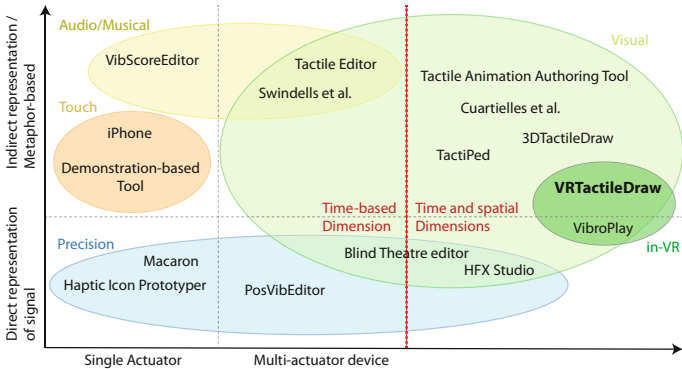 Audio/Musical
Visual
VibScoreEditor
Tactile Editor
Tactile Animation Authoring Tool
Swindells et al.
Cuartielles et al.
Touch
iPhone
3DTactileDraw
TactiPed
Demonstration-based
Tool
VRTactileDraw
Time-based
Dimension
Time and spatial
Dimensions
VibroPlay
in-VR
Precision
Blind Theatre editor
Macaron
HFX Studio
Haptic Icon Prototyper
PosVibEditor
Indirect representation /
Metaphor-based
Direct representation
of signal
Single Actuator
Multi-actuator device